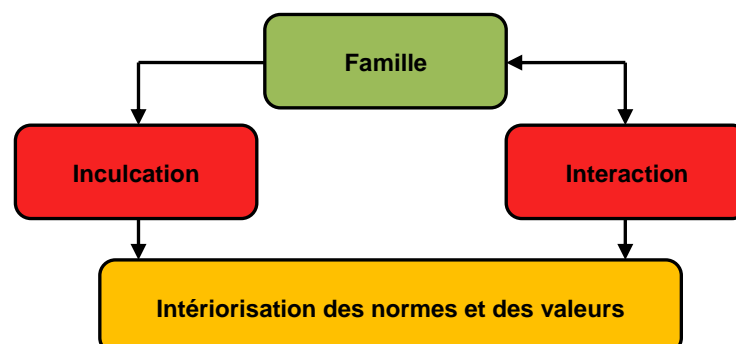 Famille
Inculcation
Interaction
Intériorisation des normes et des valeurs